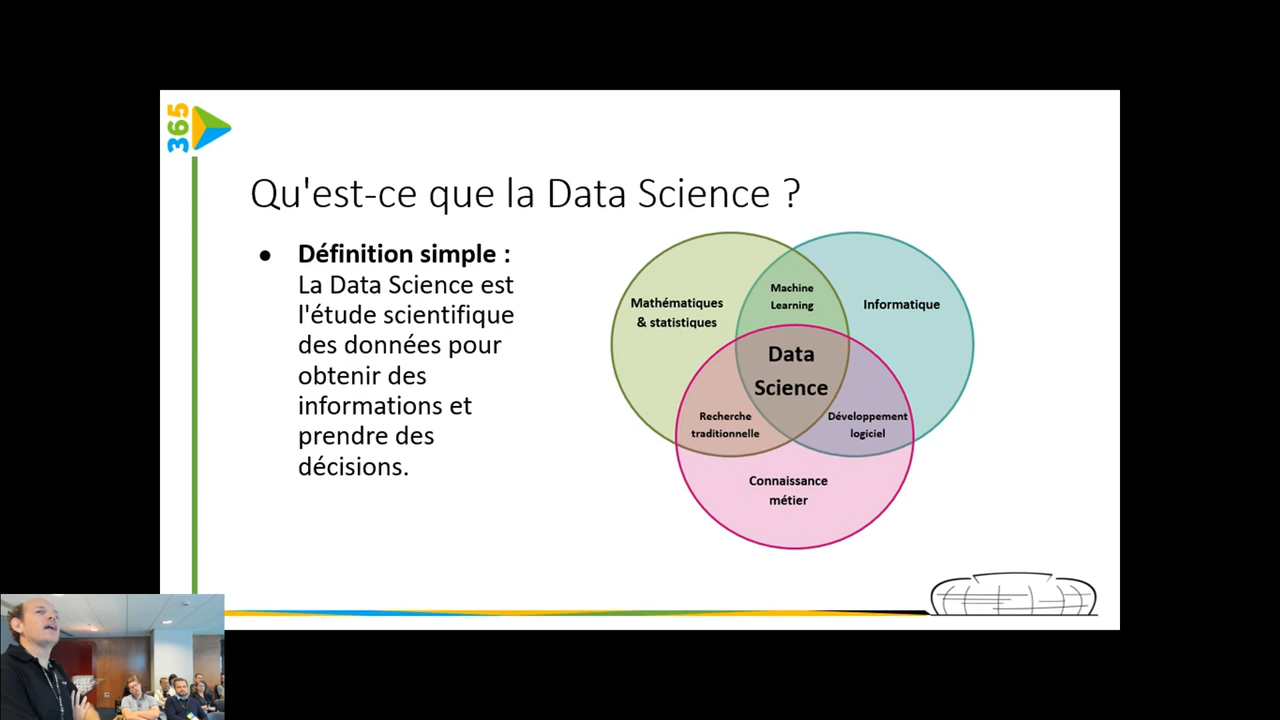 365
Qu'est-ce que la Data Science ?
● Définition simple :
La Data Science est
l'étude scientifique
des données pour
obtenir des
informations et
prendre des
décisions.
Mathématiques
& statistiques
Machine
Learning
Informatique
Data
Science
Recherche
traditionnelle
Développement
logiciel
Connaissance
métier